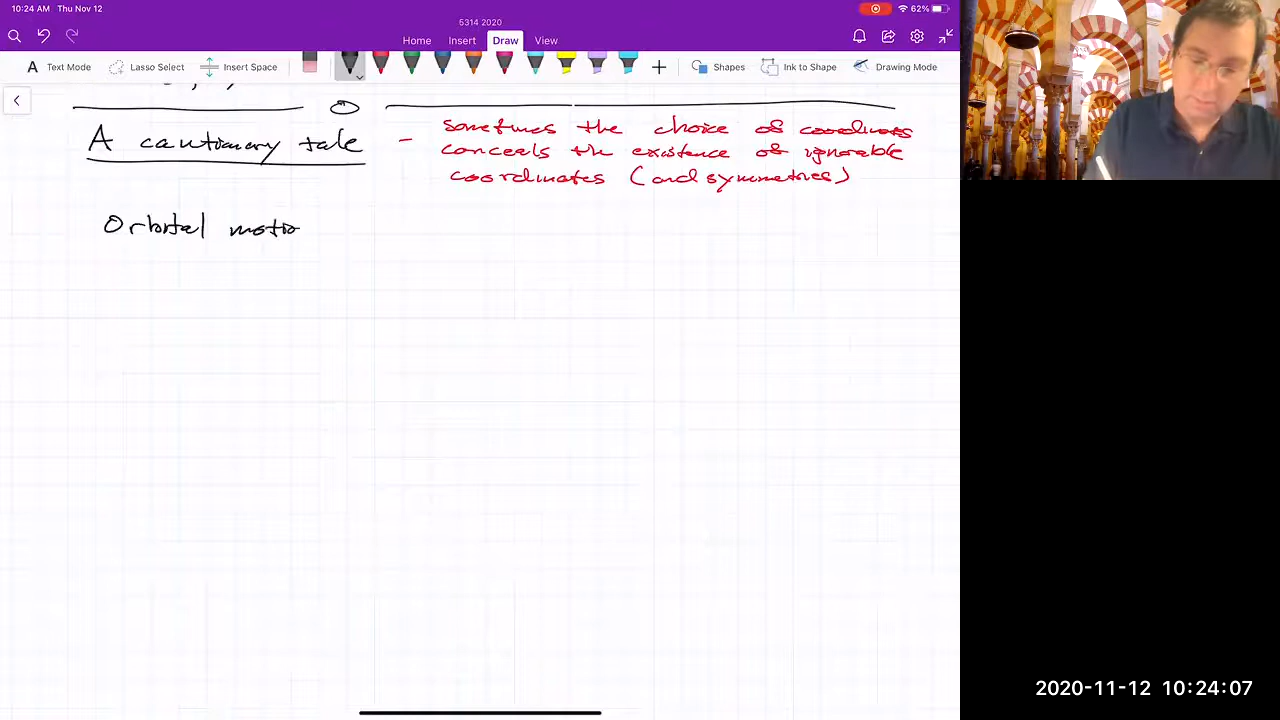 10:24 AM Thu Nov 12
62%
5314 2020
Home Insert Draw View
A Text Mode Lasso Select Insert Space Shapes Ink to Shape Drawing Mode
A cautionary tale - sometimes the choice of coordinates
conceals the existence of ignorable
coordinates (and symmetries)
Orbital motio
2020-11-12 10:24:07